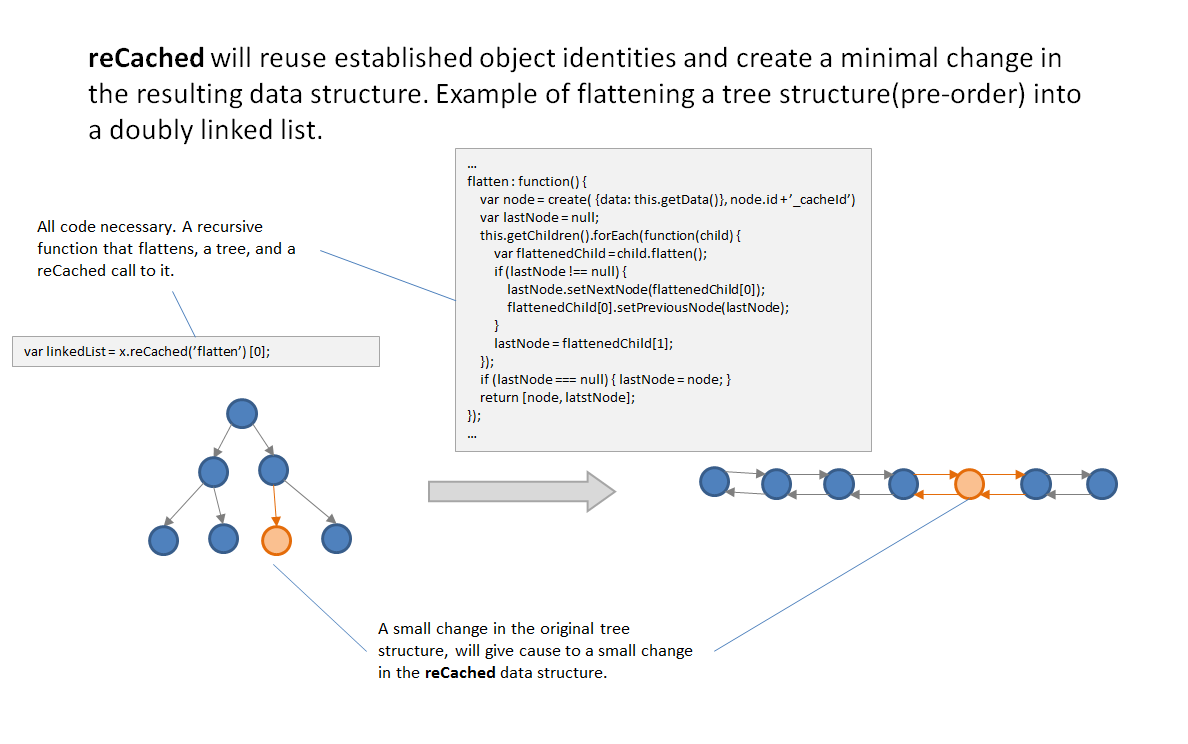 reCached will reuse established object identities and create a minimal change in
the resulting data structure. Example of flattening a tree structure(pre-order) into
a doubly linked list.
All code necessary. A recursive
function that flattens, a tree, and a
reCached call to it.
var linkedList = x.reCached('flatten') [0];
...
flatten : function() {
var node = create( {data: this.getData()}, node.id +'_cacheId')
var lastNode = null;
this.getChildren().forEach(function(child) {
var flattenedChild = child.flatten();
if (lastNode !== null) {
lastNode.setNextNode(flattenedChild[0]);
flattenedChild[0].setPreviousNode(lastNode);
}
lastNode = flattenedChild[1];
});
if (lastNode === null) { lastNode = node; }
return [node, latstNode];
});
...
A small change in the original tree
structure, will give cause to a small change
in the reCached data structure.